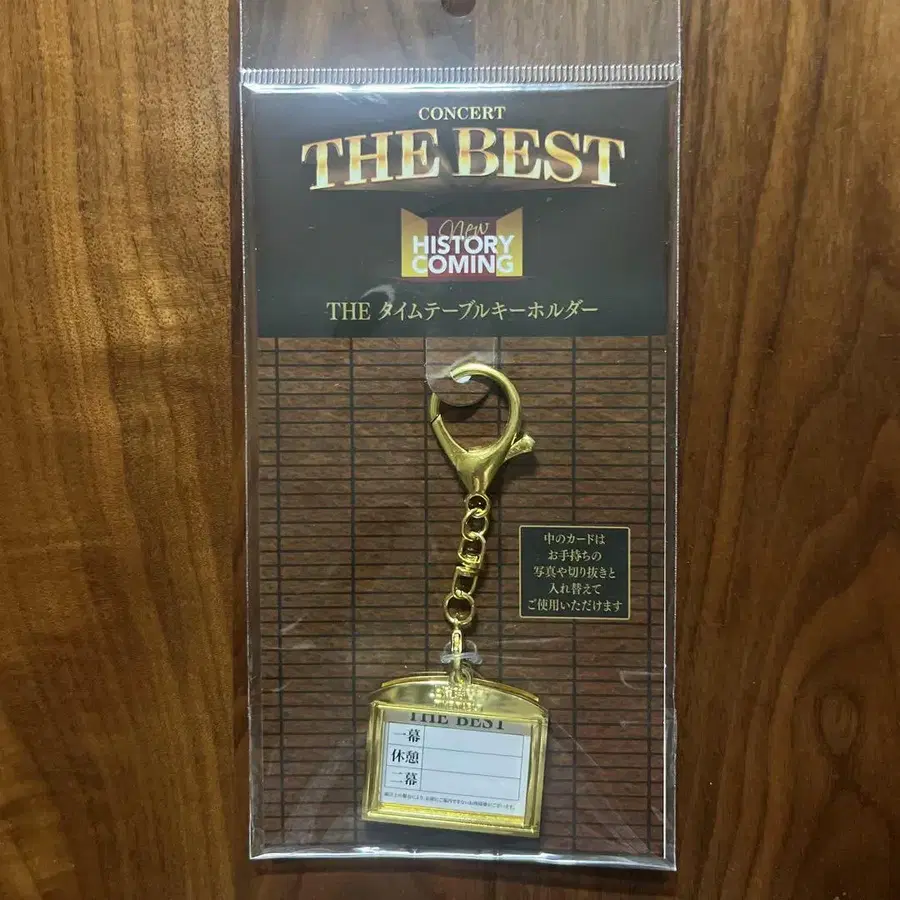 CONCERT
THE BEST
New
HISTORY
COMING
THE タイムテーブルキーホルダー
中のカードは
お手持ちの
写真や切り抜きと
入れ替えて
ご使用いただけます
THE BEST
一幕
休憩
二幕